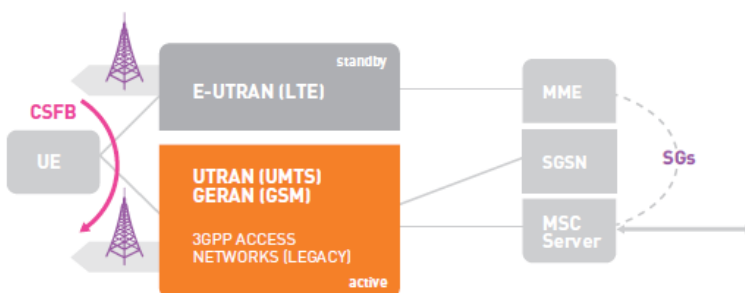 standby
E-UTRAN (LTE)
MME
CSFB
UE
UTRAN (UMTS)
GERAN (GSM)
SGSN
SGs
3GPP ACCESS
NETWORKS (LEGACY)
MSC
Server
active